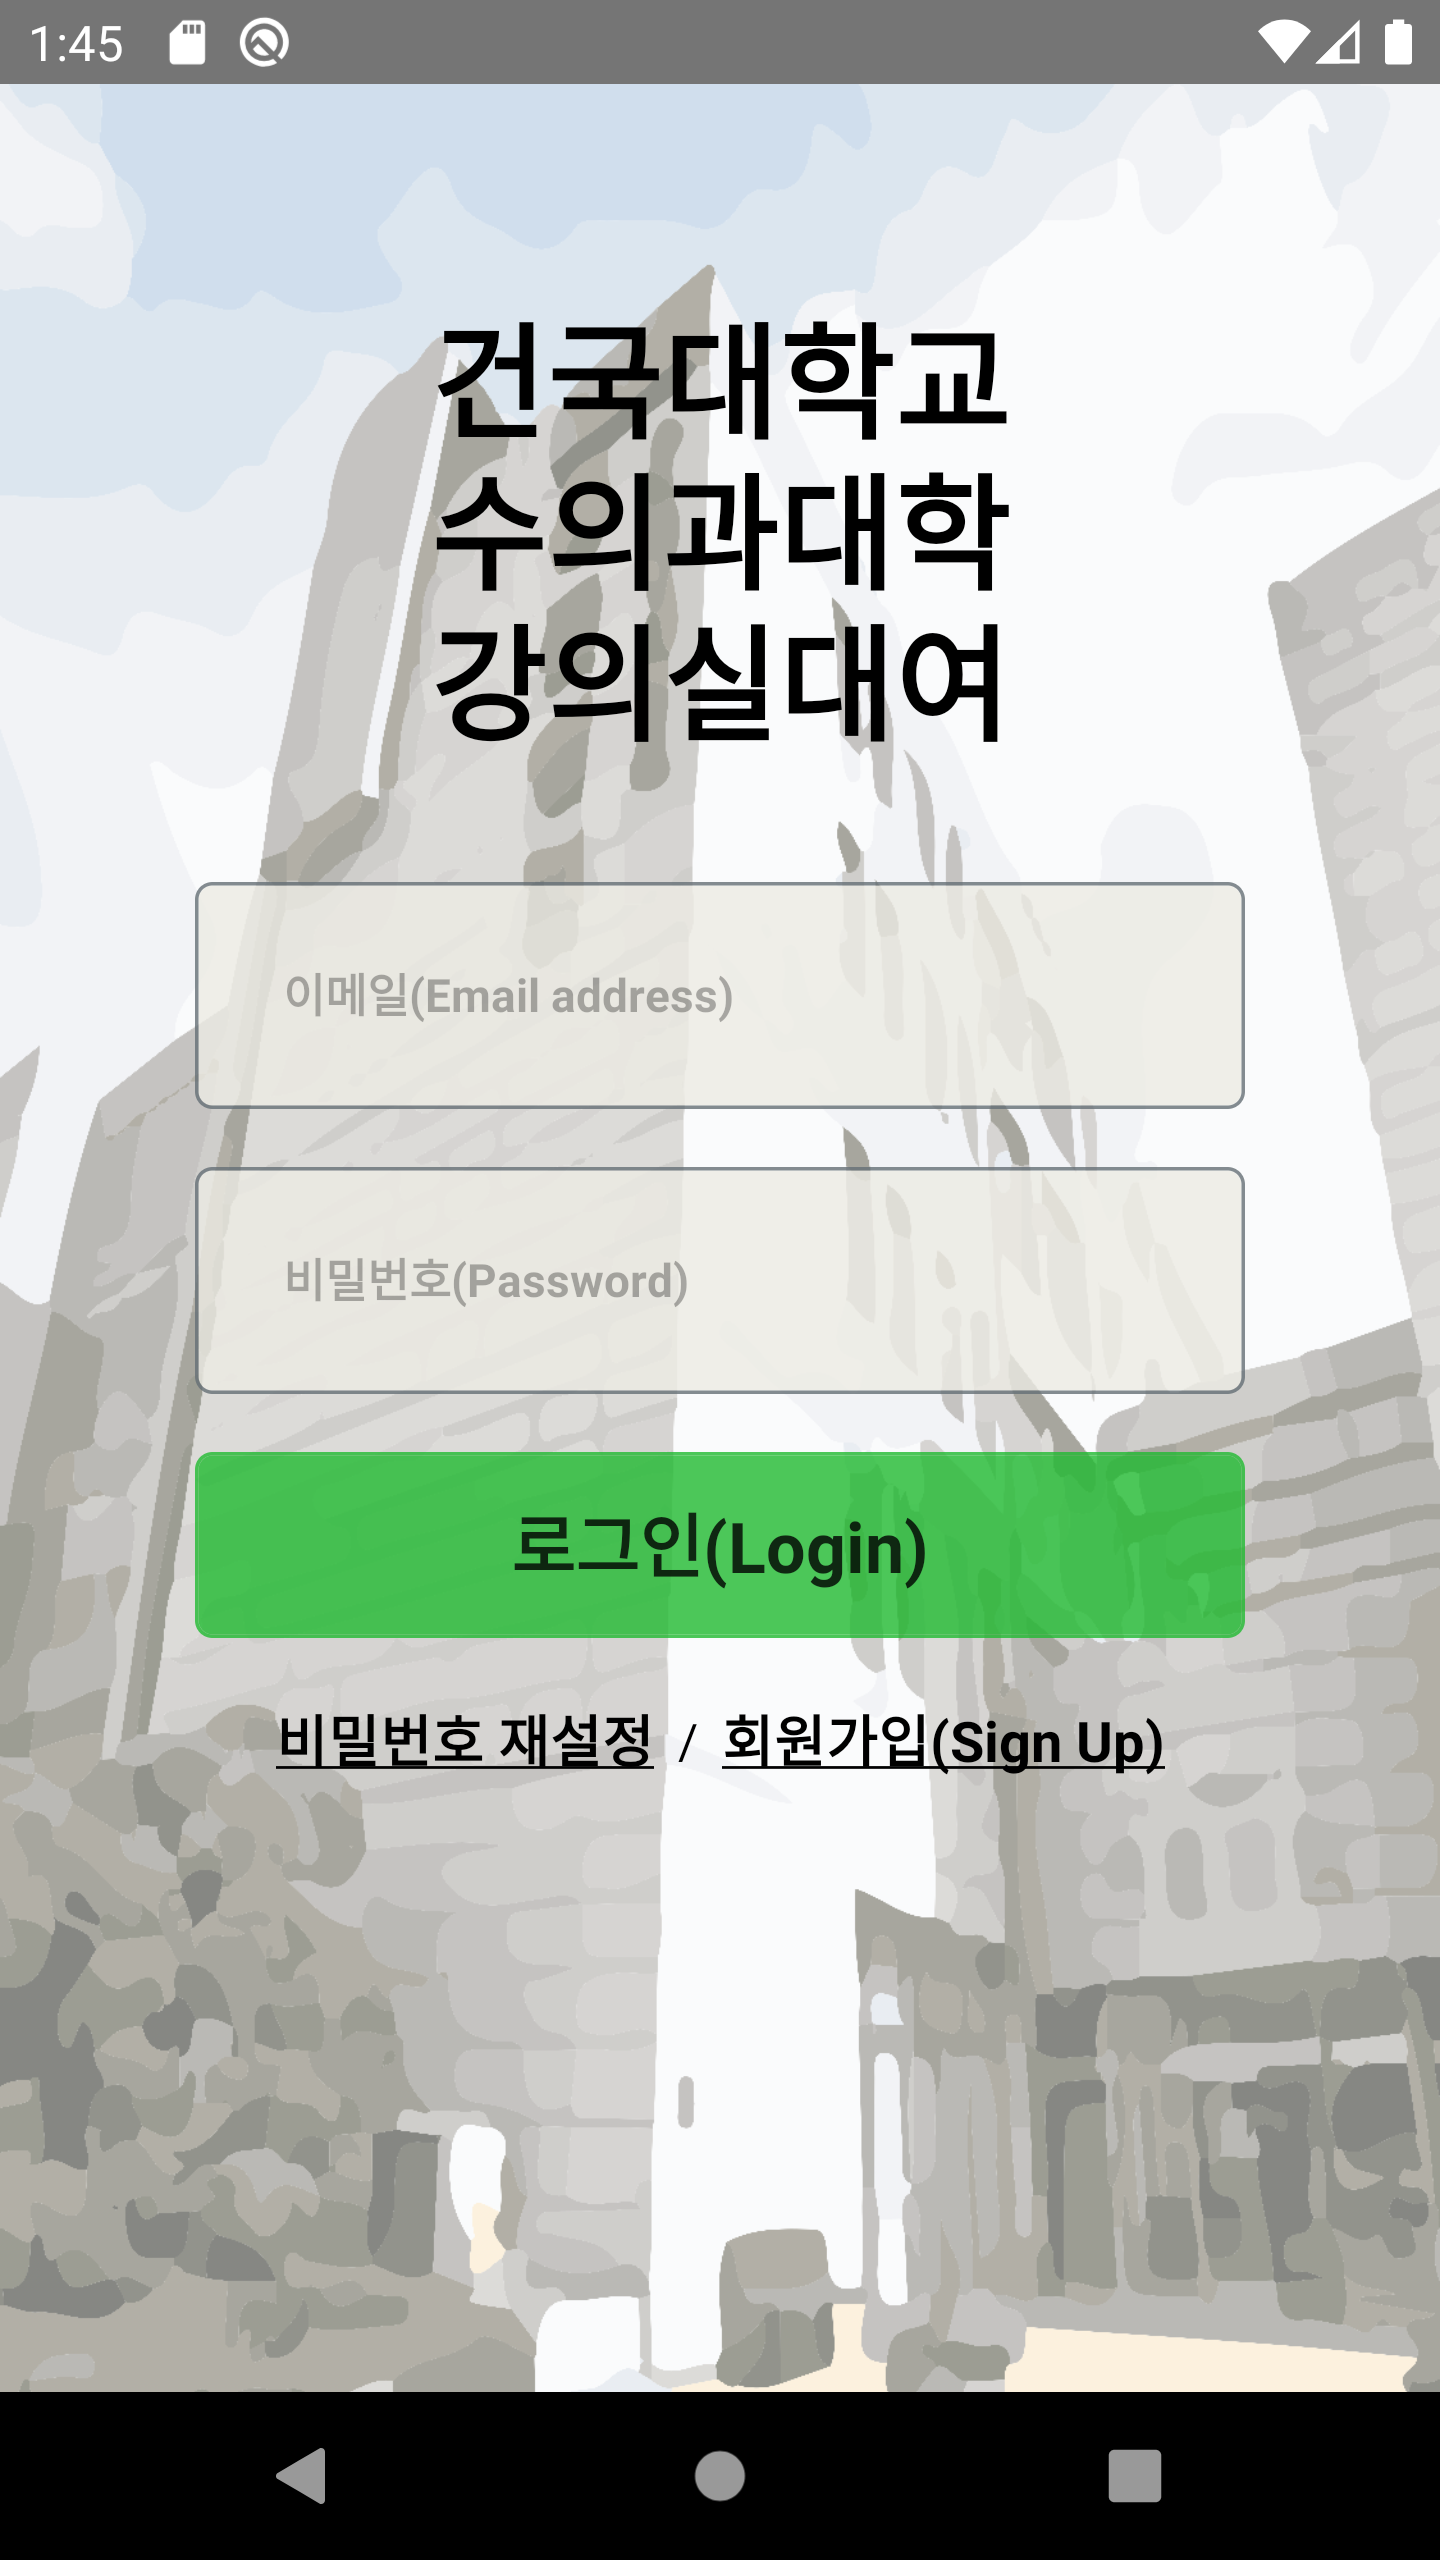 1:45
건국대학교
수의과대학
강의실대여
이메일(Email address)
비밀번호(Password)
로그인(Login)
비밀번호 재설정 / 회원가입(Sign Up)